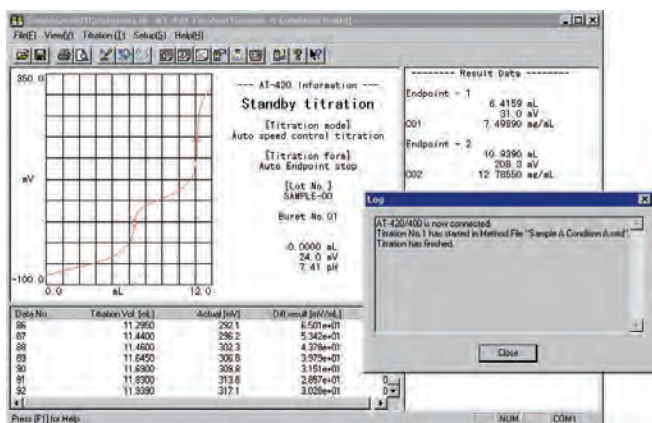 AT-420 Titration
File(F) View(V) Titration(I) Setup(S) Help(H)
350.0
mV
-100.0
0.0 mL 12.0
--- AT-420 Information ---
Standby titration
[Titration mode]
Auto speed control titration
[Titration form]
Auto Endpoint stop
[Lot No.]
SAMPLE-00
Buret No.01
-0.0000 mL
24.0 mV
7.41 pH
-------- Result Data --------
Endpoint - 1
6.4159 mL
31.0 mV
CO1 7.49890 mg/mL
Endpoint - 2
10.9390 mL
208.3 mV
CO2 12.78550 mg/mL
Log
AT-420/400 is now connected.
Titration No.1 has started in Method File "Sample A Condition A.mtd".
Titration has finished.
Close
Data No. Titration Vol. [mL] Actual [mV] Diff.result [mV/mL]
86 11.2950 292.1 6.501e+01
87 11.4400 296.2 5.342e+01
88 11.4600 302.3 4.378e+01
89 11.6450 306.8 3.979e+01
90 11.6900 309.8 3.151e+01
91 11.8300 313.8 2.857e+01 0
92 11.9390 317.1 3.028e+01 0
Press [F1] for Help
NUM COM1